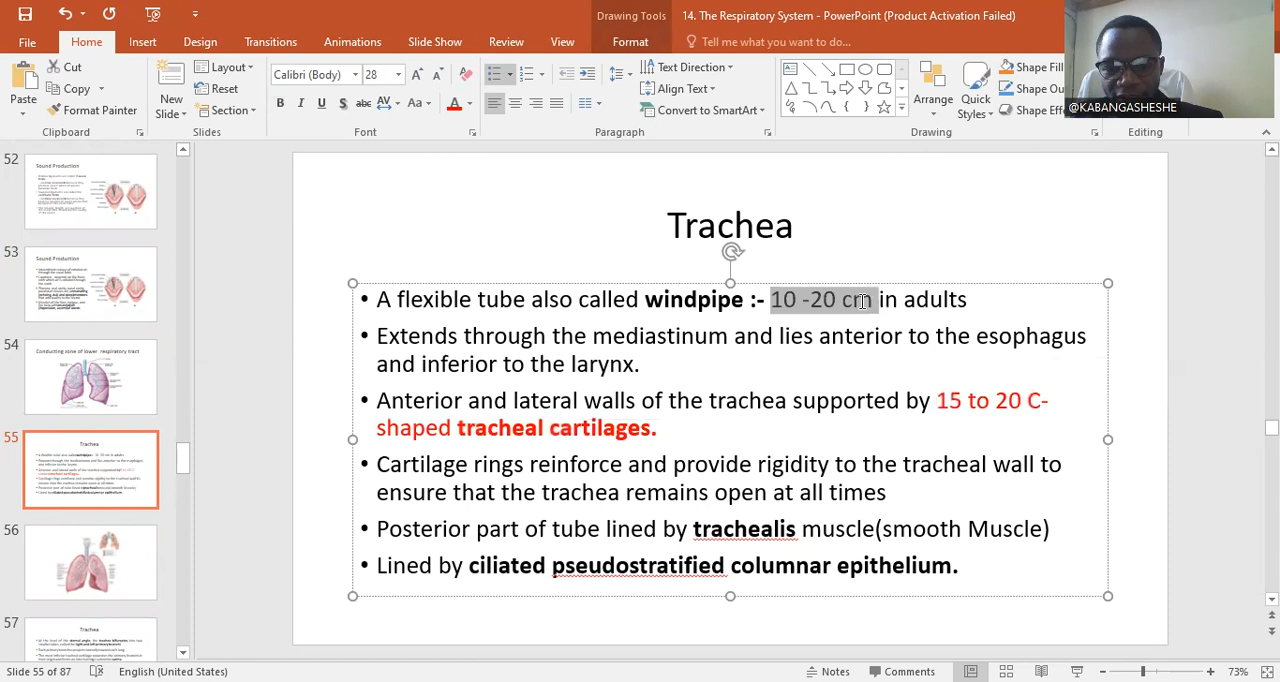 Drawing Tools
14. The Respiratory System - PowerPoint (Product Activation Failed)
File Home Insert Design Transitions Animations Slide Show Review View Format Tell me what you want to do...
Paste
Cut
Copy
Format Painter
Clipboard
New Slide
Layout
Reset
Section
Slides
Calibri (Body) 28
B I U S abc AV Aa A
Font
Text Direction
Align Text
Convert to SmartArt
Paragraph
Arrange
Quick Styles
Shape Fill
Shape Ou
Shape Effe
Drawing
Editing
@KABANGASHESHE
52
Sound Production
53
Sound Production
54
Conducting zone of lower respiratory tract
55
Trachea
56
57
Trachea
Trachea
• A flexible tube also called windpipe :- 10 -20 cm in adults
• Extends through the mediastinum and lies anterior to the esophagus
and inferior to the larynx.
• Anterior and lateral walls of the trachea supported by 15 to 20 C-
shaped tracheal cartilages.
• Cartilage rings reinforce and provide rigidity to the tracheal wall to
ensure that the trachea remains open at all times
• Posterior part of tube lined by trachealis muscle(smooth Muscle)
• Lined by ciliated pseudostratified columnar epithelium.
Slide 55 of 87 English (United States) Notes Comments 73%